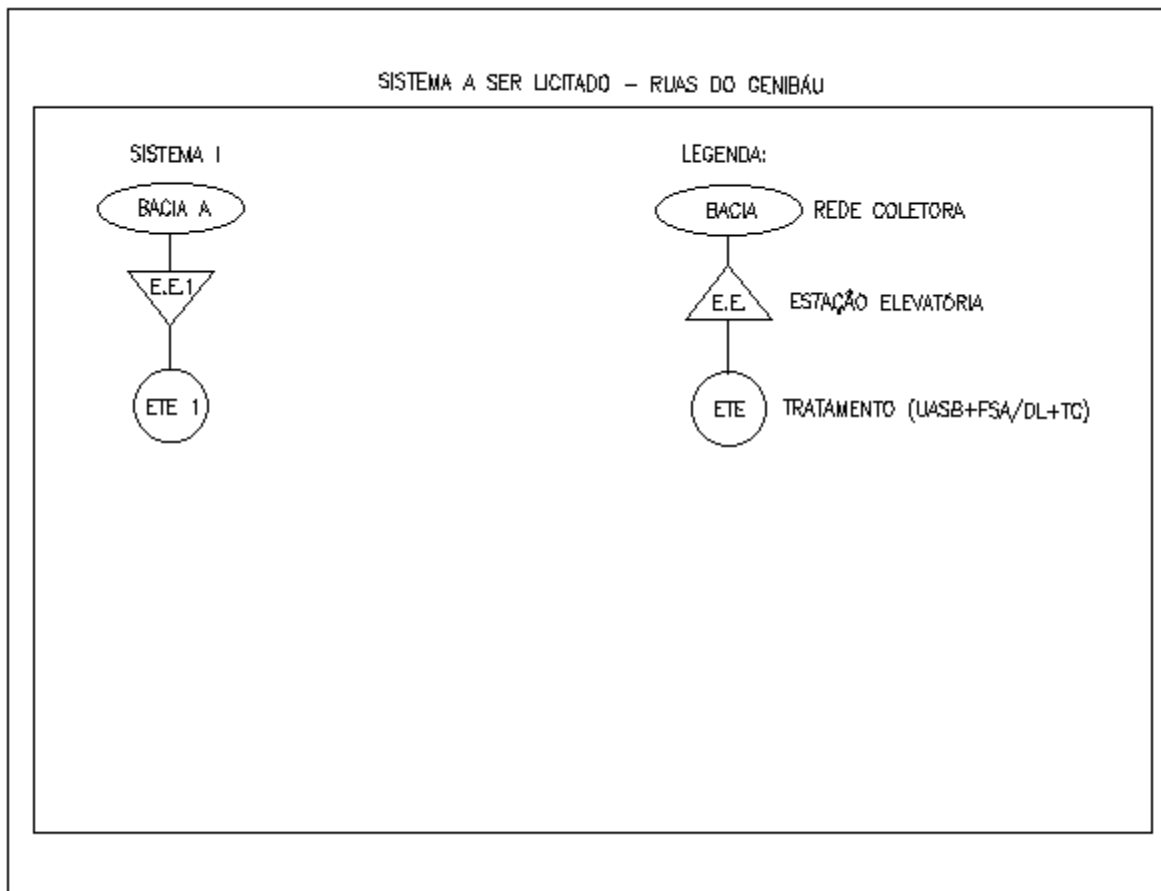 SISTEMA A SER LICITADO – RUAS DO GENIBÁU
SISTEMA I
BACIA A
E.E.1
ETE 1
LEGENDA:
BACIA REDE COLETORA
E.E. ESTAÇÃO ELEVATÓRIA
ETE TRATAMENTO (UASB+FSA/DL+TC)